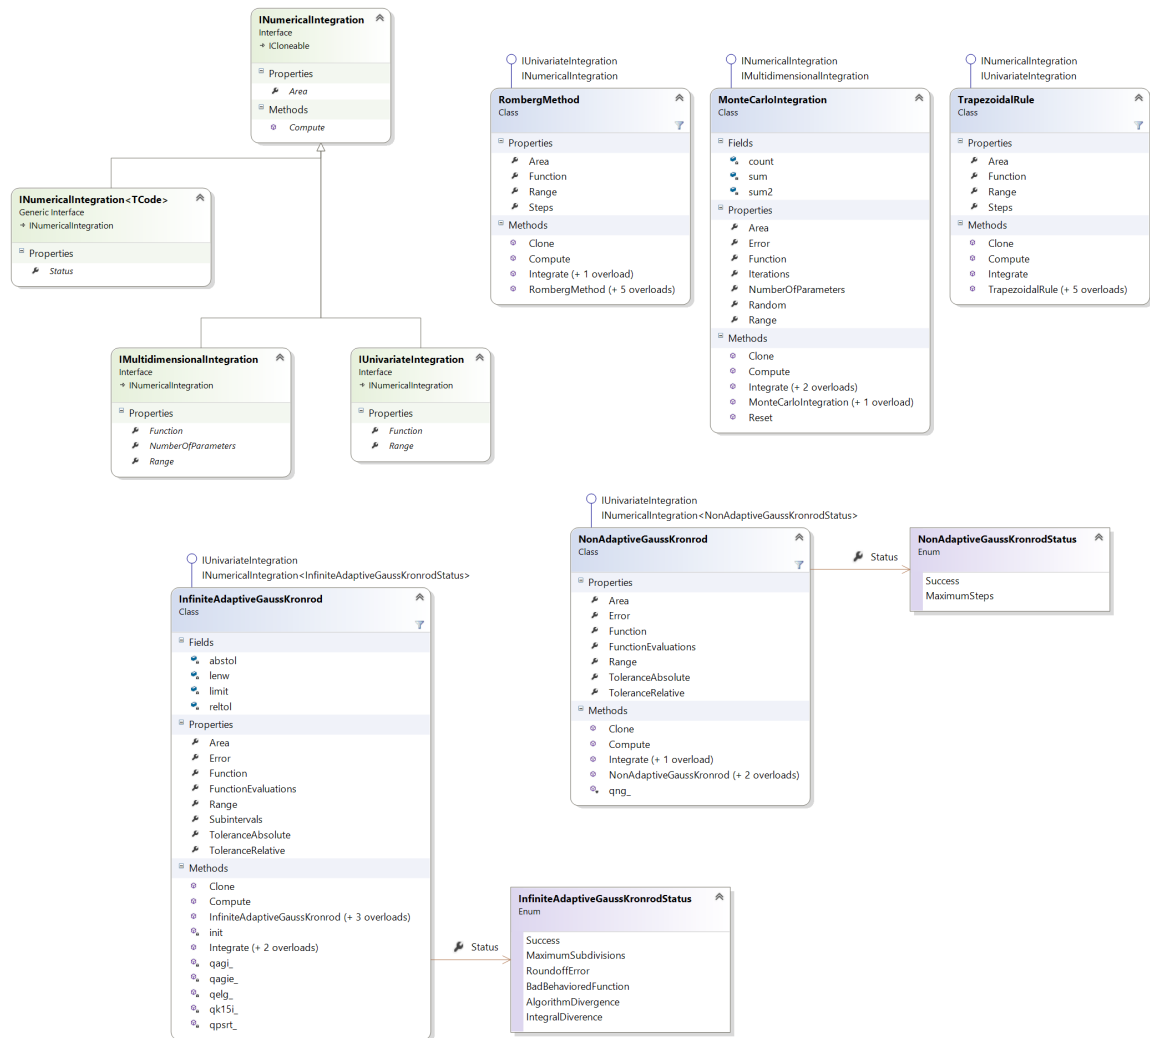 INumericalIntegration
Interface
ICloneable
Properties
Area
Methods
Compute
INumericalIntegration<TCode>
Generic Interface
INumericalIntegration
Properties
Status
IMultidimensionalIntegration
Interface
INumericalIntegration
Properties
Function
NumberOfParameters
Range
IUnivariateIntegration
Interface
INumericalIntegration
Properties
Function
Range
IUnivariateIntegration
INumericalIntegration
RombergMethod
Class
Properties
Area
Function
Range
Steps
Methods
Clone
Compute
Integrate (+ 1 overload)
RombergMethod (+ 5 overloads)
INumericalIntegration
IMultidimensionalIntegration
MonteCarloIntegration
Class
Fields
count
sum
sum2
Properties
Area
Error
Function
Iterations
NumberOfParameters
Random
Range
Methods
Clone
Compute
Integrate (+ 2 overloads)
MonteCarloIntegration (+ 1 overload)
Reset
INumericalIntegration
IUnivariateIntegration
TrapezoidalRule
Class
Properties
Area
Function
Range
Steps
Methods
Clone
Compute
Integrate
TrapezoidalRule (+ 5 overloads)
IUnivariateIntegration
INumericalIntegration<InfiniteAdaptiveGaussKronrodStatus>
InfiniteAdaptiveGaussKronrod
Class
Fields
abstol
lenw
limit
reltol
Properties
Area
Error
Function
FunctionEvaluations
Range
Subintervals
ToleranceAbsolute
ToleranceRelative
Methods
Clone
Compute
InfiniteAdaptiveGaussKronrod (+ 3 overloads)
init
Integrate (+ 2 overloads)
qagi_
qagie_
qelg_
qk15i_
qpsrt_
Status
InfiniteAdaptiveGaussKronrodStatus
Enum
Success
MaximumSubdivisions
RoundoffError
BadBehavioredFunction
AlgorithmDivergence
IntegralDiverence
IUnivariateIntegration
INumericalIntegration<NonAdaptiveGaussKronrodStatus>
NonAdaptiveGaussKronrod
Class
Properties
Area
Error
Function
FunctionEvaluations
Range
ToleranceAbsolute
ToleranceRelative
Methods
Clone
Compute
Integrate (+ 1 overload)
NonAdaptiveGaussKronrod (+ 2 overloads)
qng_
Status
NonAdaptiveGaussKronrodStatus
Enum
Success
MaximumSteps